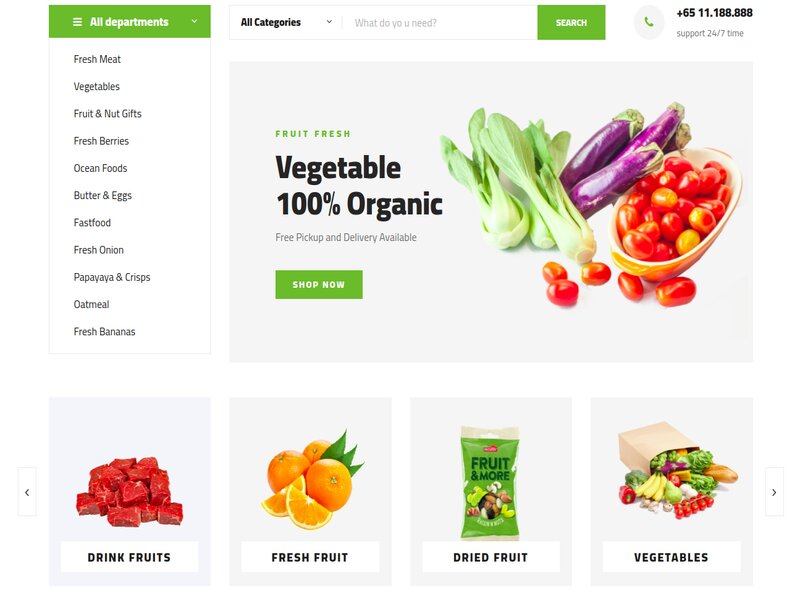 All departments
All Categories
What do yo u need?
SEARCH
+65 11.188.888
support 24/7 time
Fresh Meat
Vegetables
Fruit & Nut Gifts
Fresh Berries
Ocean Foods
Butter & Eggs
Fastfood
Fresh Onion
Papayaya & Crisps
Oatmeal
Fresh Bananas
FRUIT FRESH
Vegetable
100% Organic
Free Pickup and Delivery Available
SHOP NOW
DRINK FRUITS
FRESH FRUIT
FRUIT
&MORE
DRIED FRUIT
VEGETABLES